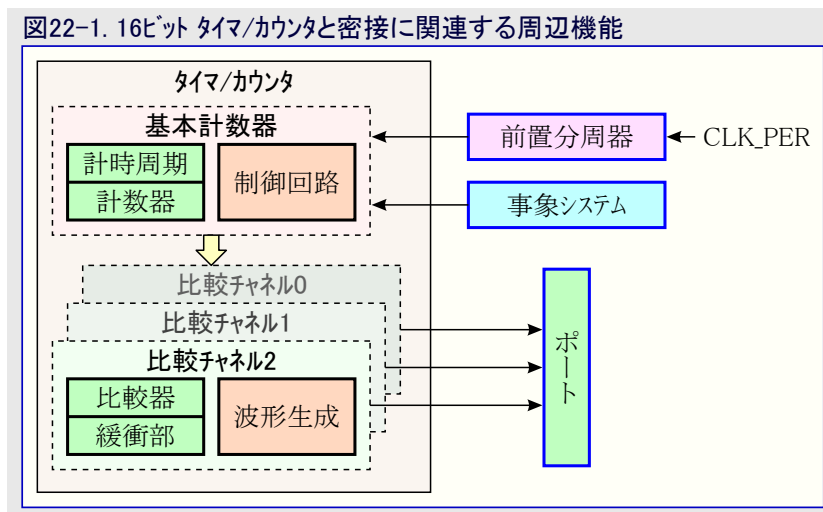 図22-1. 16ﾋﾞｯﾄ ﾀｲﾏ/ｶｳﾝﾀと密接に関連する周辺機能
ﾀｲﾏ/ｶｳﾝﾀ
基本計数器
計時周期
計数器
制御回路
前置分周器
CLK_PER
事象ｼｽﾃﾑ
比較ﾁｬﾈﾙ0
比較ﾁｬﾈﾙ1
比較ﾁｬﾈﾙ2
比較器
緩衝部
波形生成
ポート